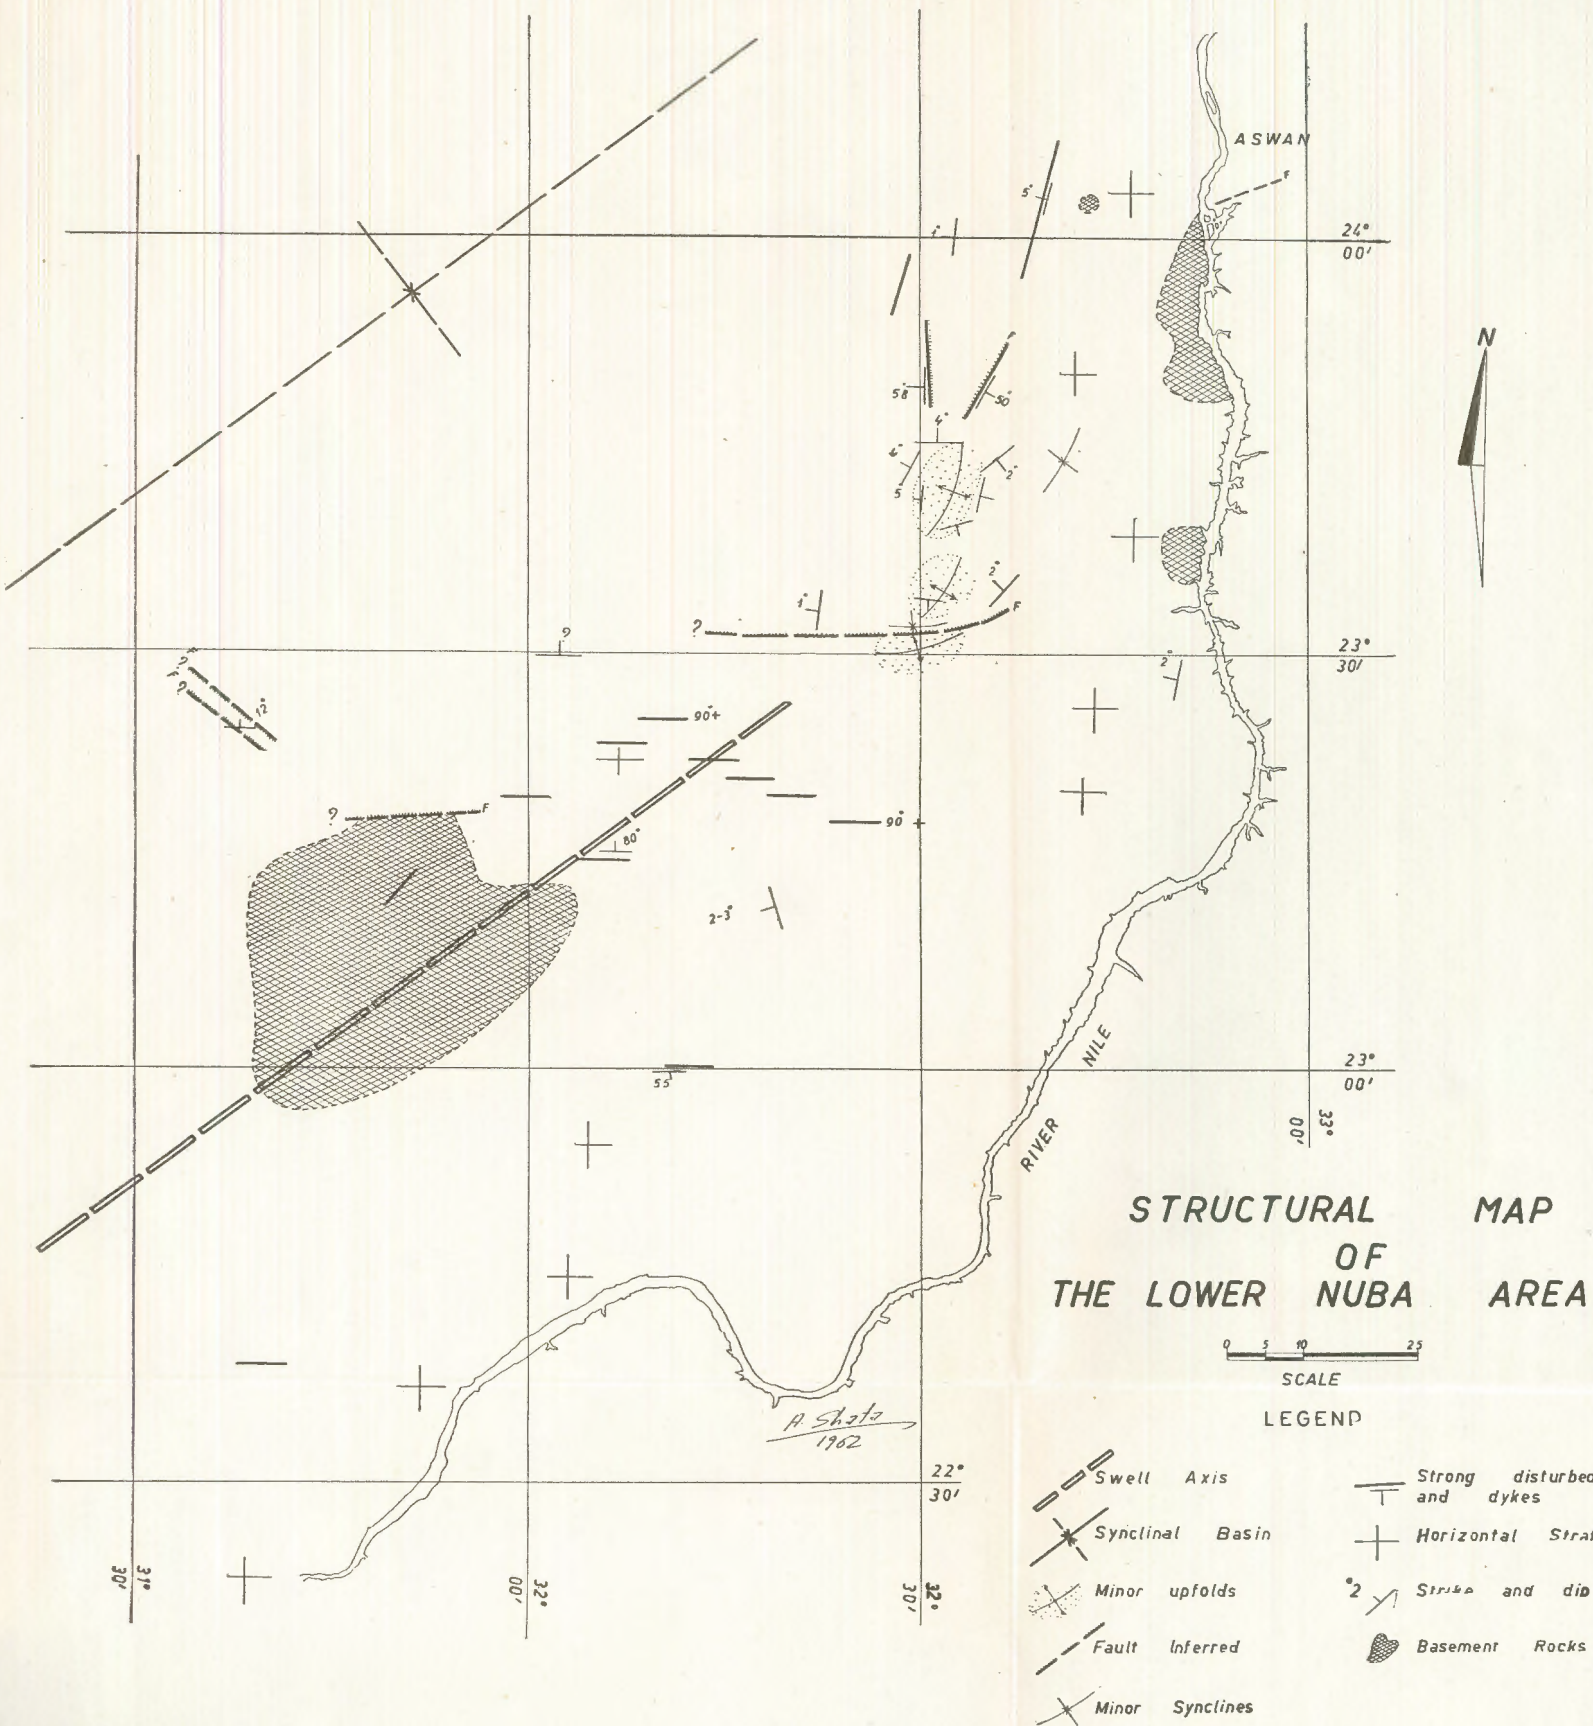 ASWAN
F
5°
1°
24°
00'
N
58°
50°
4°
5
2°
2°
1°
F
?
?
23°
30'
2°
?
?
12°
90°+
90°+
F
?
80°
2-3°
55°
23°
00'
33°
00'
RIVER NILE
STRUCTURAL MAP
OF
THE LOWER NUBA AREA
0 5 10 25
SCALE
A. Shata
1962
LEGEND
22°
30'
31°
30'
32°
00'
32°
30'
Swell Axis
Synclinal Basin
Minor upfolds
Fault Inferred
Minor Synclines
Strong disturbed
and dykes
Horizontal Strat
°2 Strike and dip
Basement Rocks